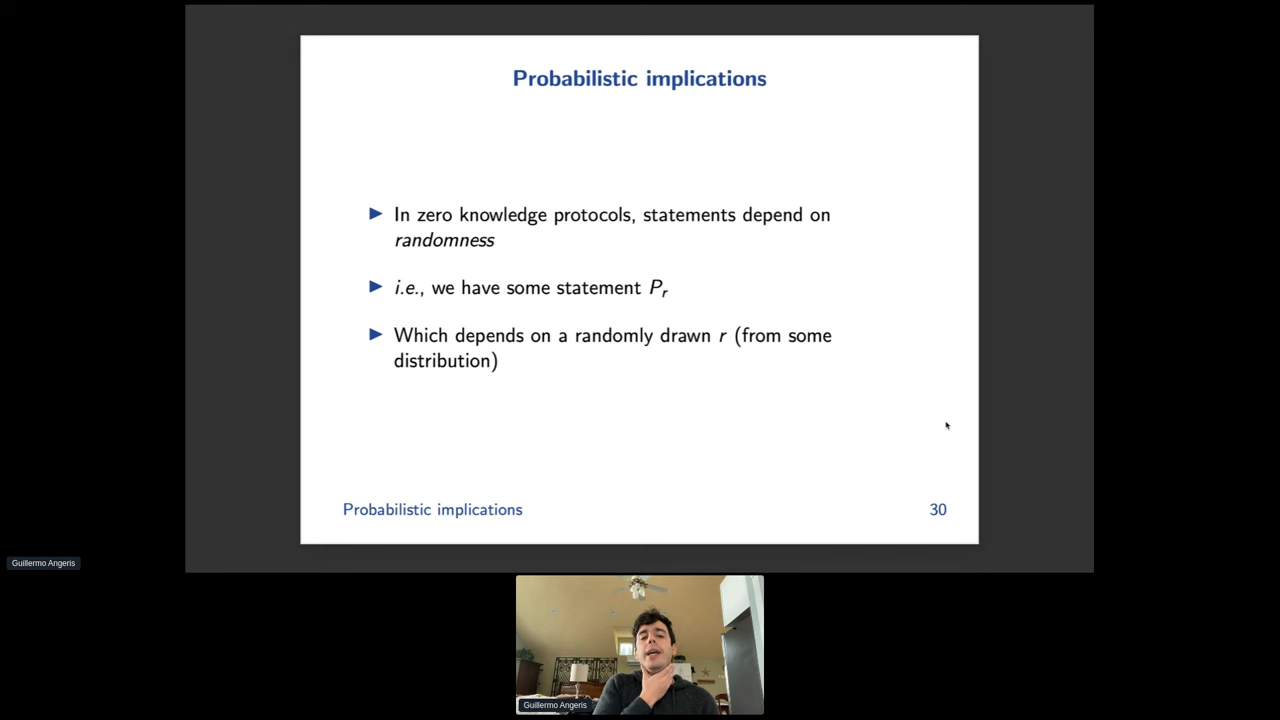 Probabilistic implications
▶ In zero knowledge protocols, statements depend on
randomness
▶ i.e., we have some statement P_r
▶ Which depends on a randomly drawn r (from some
distribution)
Probabilistic implications 30
Guillermo Angeris
Guillermo Angeris